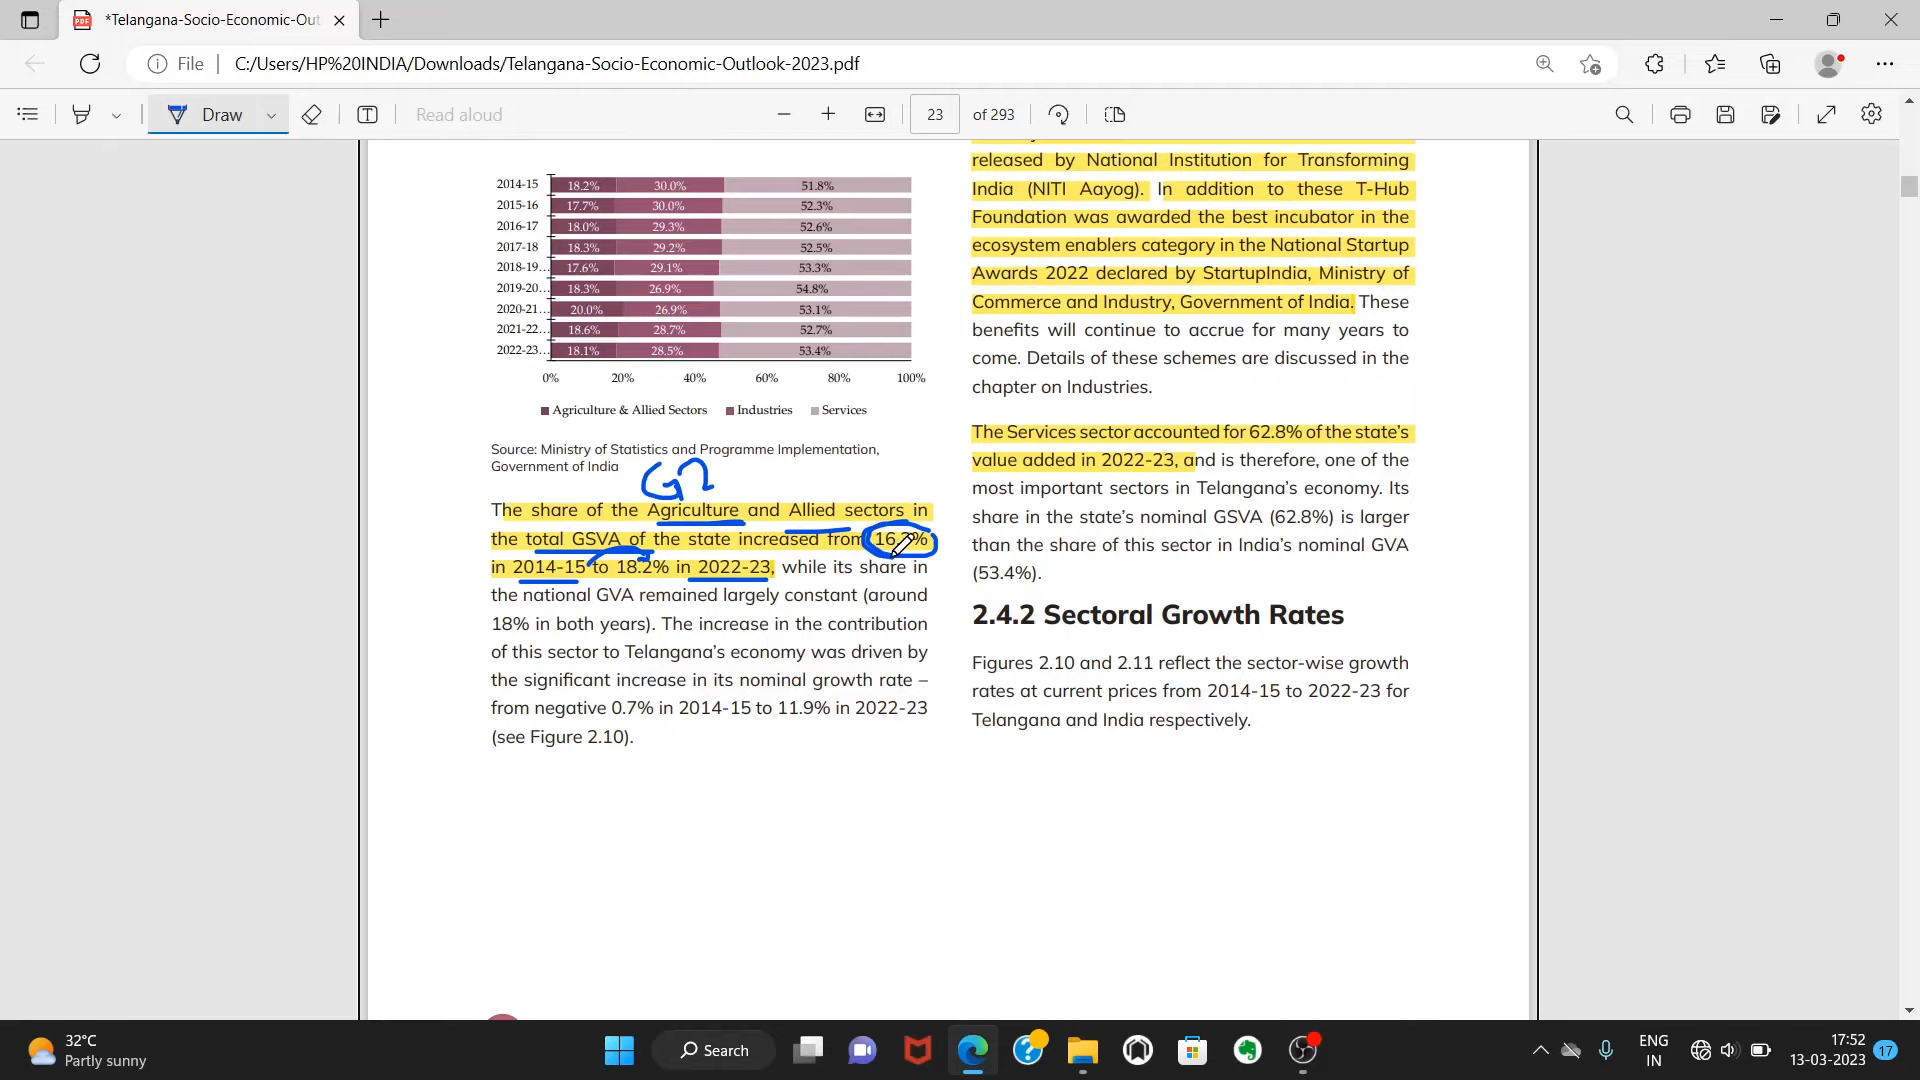 *Telangana-Socio-Economic-Out
File
C:/Users/HP%20INDIA/Downloads/Telangana-Socio-Economic-Outlook-2023.pdf
Draw
Read aloud
23 of 293
2014-15 18.2% 30.0% 51.8%
2015-16 17.7% 30.0% 52.3%
2016-17 18.0% 29.3% 52.6%
2017-18 18.3% 29.2% 52.5%
2018-19... 17.6% 29.1% 53.3%
2019-20... 18.3% 26.9% 54.8%
2020-21... 20.0% 26.9% 53.1%
2021-22... 18.6% 28.7% 52.7%
2022-23... 18.1% 28.5% 53.4%
0% 20% 40% 60% 80% 100%
Agriculture & Allied Sectors Industries Services
Source: Ministry of Statistics and Programme Implementation,
Government of India
The share of the Agriculture and Allied sectors in
the total GSVA of the state increased from
in 2014-15 to 18.2% in 2022-23, while its share in
the national GVA remained largely constant (around
18% in both years). The increase in the contribution
of this sector to Telangana's economy was driven by
the significant increase in its nominal growth rate –
from negative 0.7% in 2014-15 to 11.9% in 2022-23
(see Figure 2.10).
released by National Institution for Transforming
India (NITI Aayog). In addition to these T-Hub
Foundation was awarded the best incubator in the
ecosystem enablers category in the National Startup
Awards 2022 declared by StartupIndia, Ministry of
Commerce and Industry, Government of India. These
benefits will continue to accrue for many years to
come. Details of these schemes are discussed in the
chapter on Industries.
The Services sector accounted for 62.8% of the state's
value added in 2022-23, and is therefore, one of the
most important sectors in Telangana's economy. Its
share in the state's nominal GSVA (62.8%) is larger
than the share of this sector in India's nominal GVA
(53.4%).
2.4.2 Sectoral Growth Rates
Figures 2.10 and 2.11 reflect the sector-wise growth
rates at current prices from 2014-15 to 2022-23 for
Telangana and India respectively.
32°C
Partly sunny
Search
ENG
IN
17:52
13-03-2023
17